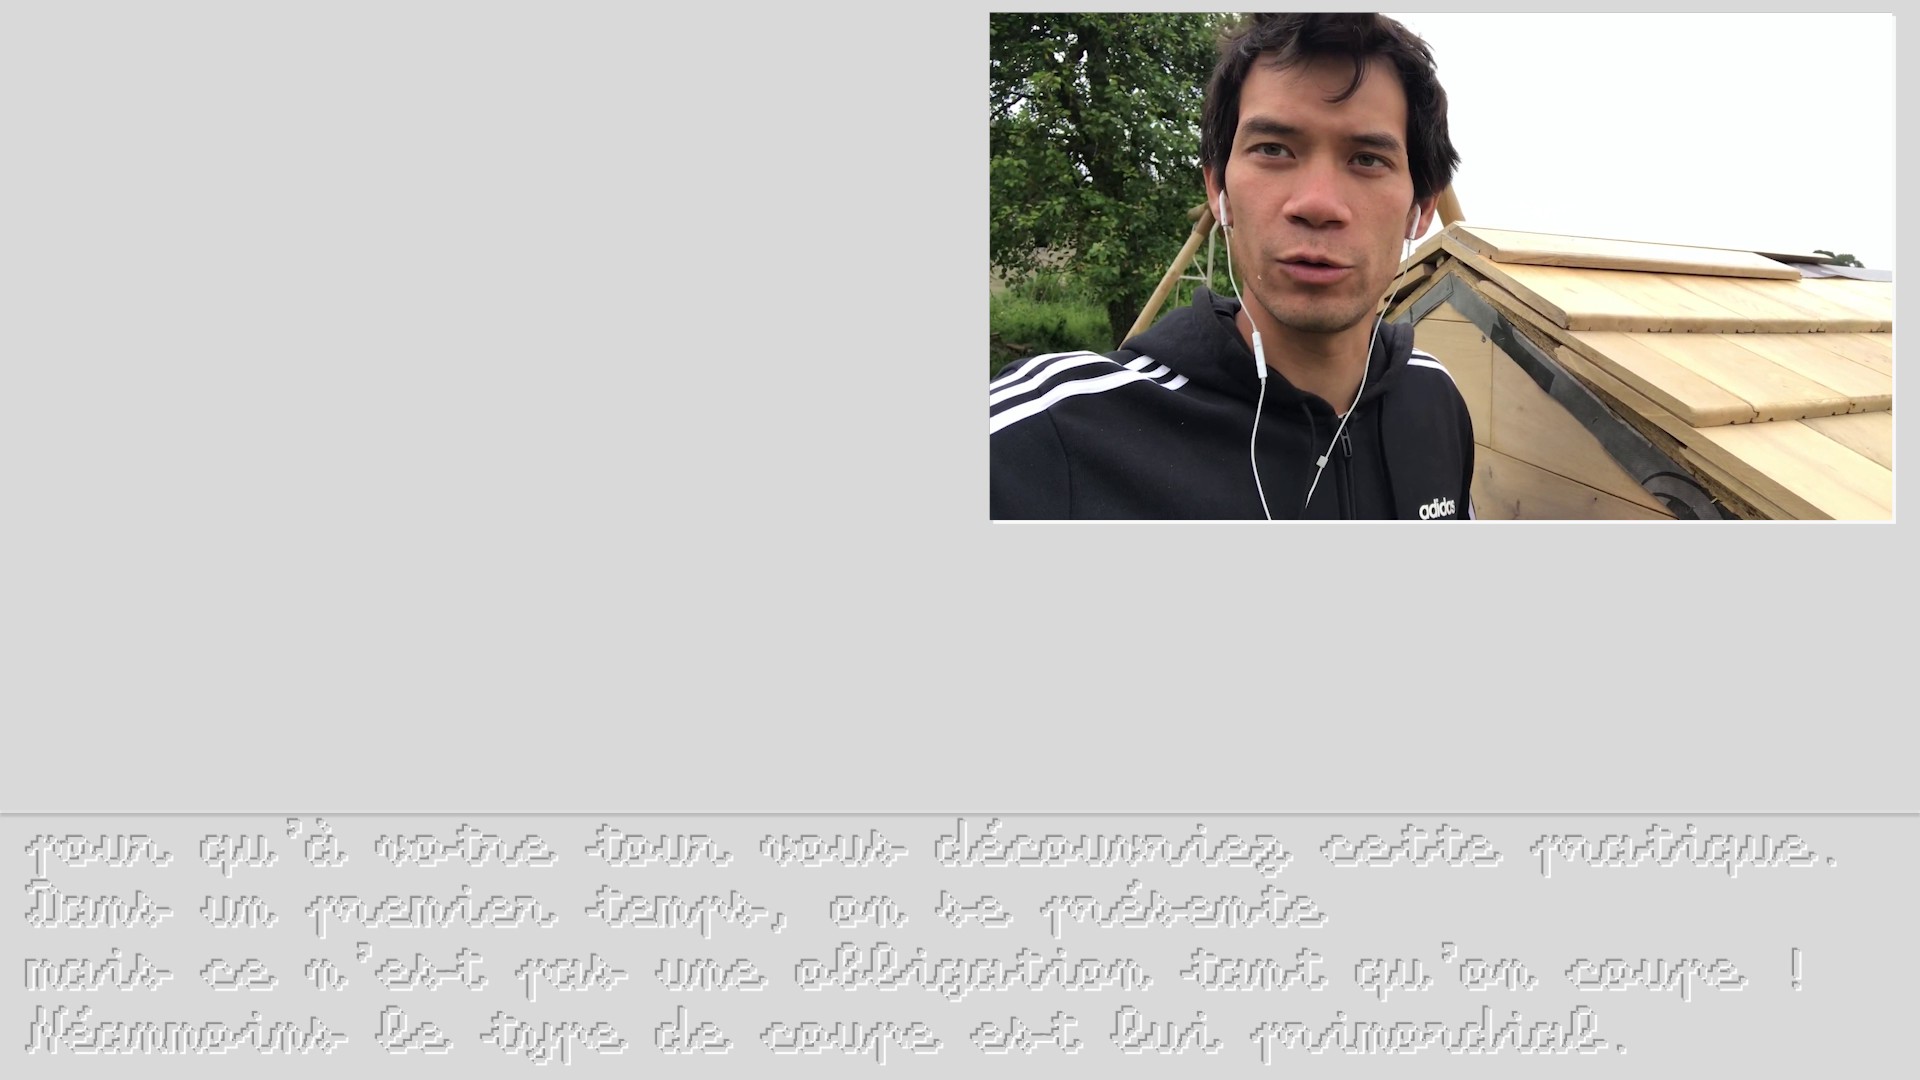 adidas
pour qu'à votre tour vous découvriez cette pratique.
Dans un premier temps, on se présente
mais ce n'est pas une obligation tant qu'on coupe !
Néanmoins le type de coupe est lui primordial.